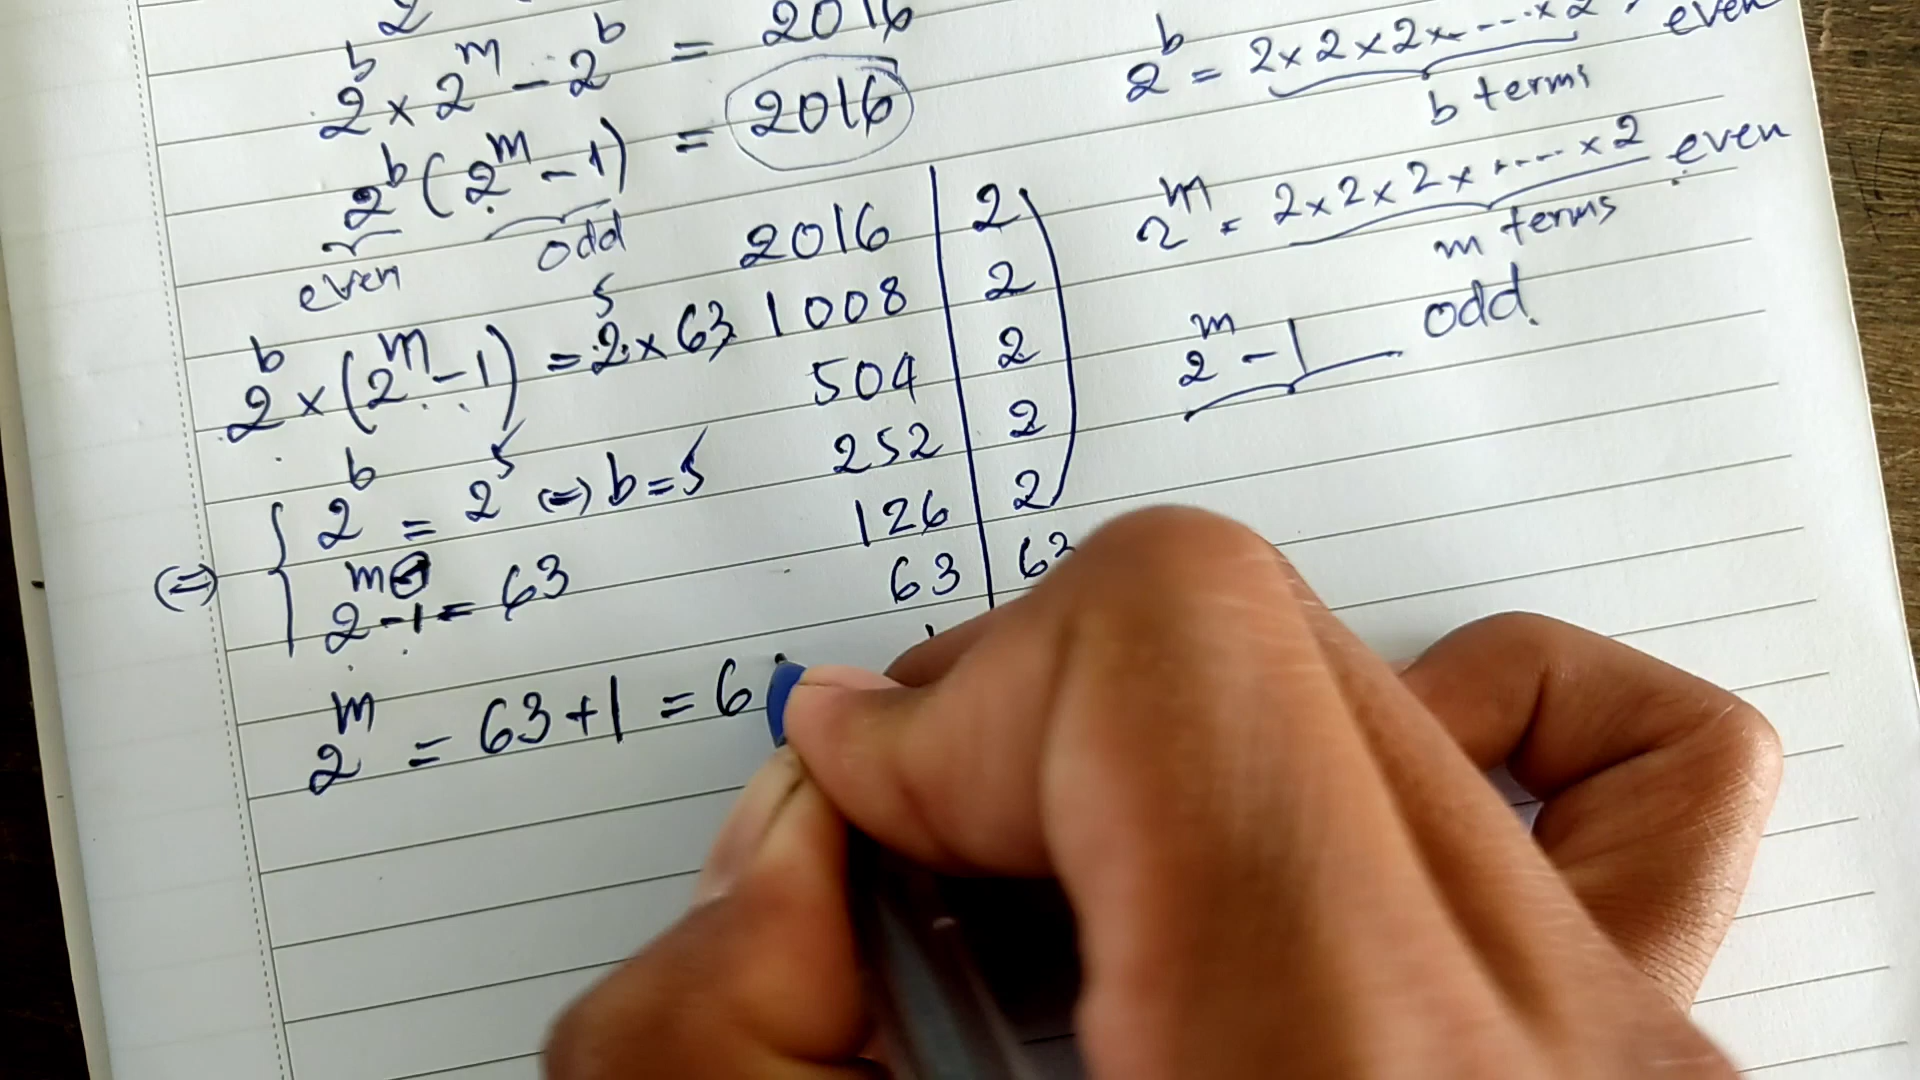 2^b × 2^m - 2^b = 2016
2^b (2^m - 1) = 2016
even odd
2^b × (2^m - 1) = 2^5 × 63
2^b = 2^5 ⇔ b = 5
⇔
2^m - 1 = 63
2^m = 63 + 1 = 6
2016 | 2
1008 | 2
504 | 2
252 | 2
126 | 2
63 | 63
2^b = 2 × 2 × 2 × ... × 2 even
b terms
2^m = 2 × 2 × 2 × .... × 2 even
m terms
2^m - 1 odd.